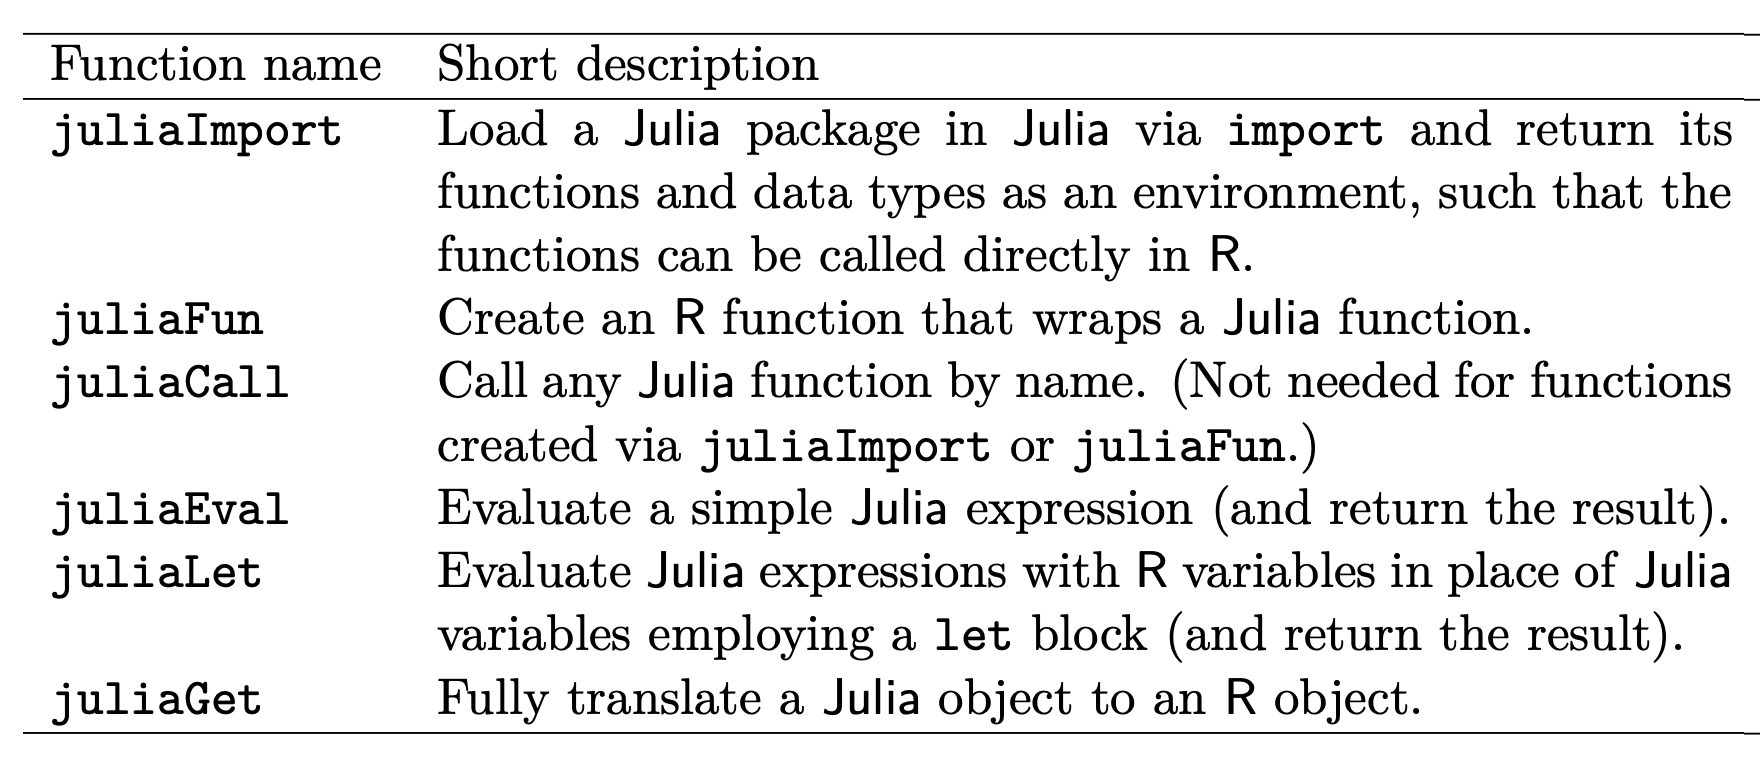 Function name Short description
juliaImport Load a Julia package in Julia via import and return its
functions and data types as an environment, such that the
functions can be called directly in R.
juliaFun Create an R function that wraps a Julia function.
juliaCall Call any Julia function by name. (Not needed for functions
created via juliaImport or juliaFun.)
juliaEval Evaluate a simple Julia expression (and return the result).
juliaLet Evaluate Julia expressions with R variables in place of Julia
variables employing a let block (and return the result).
juliaGet Fully translate a Julia object to an R object.